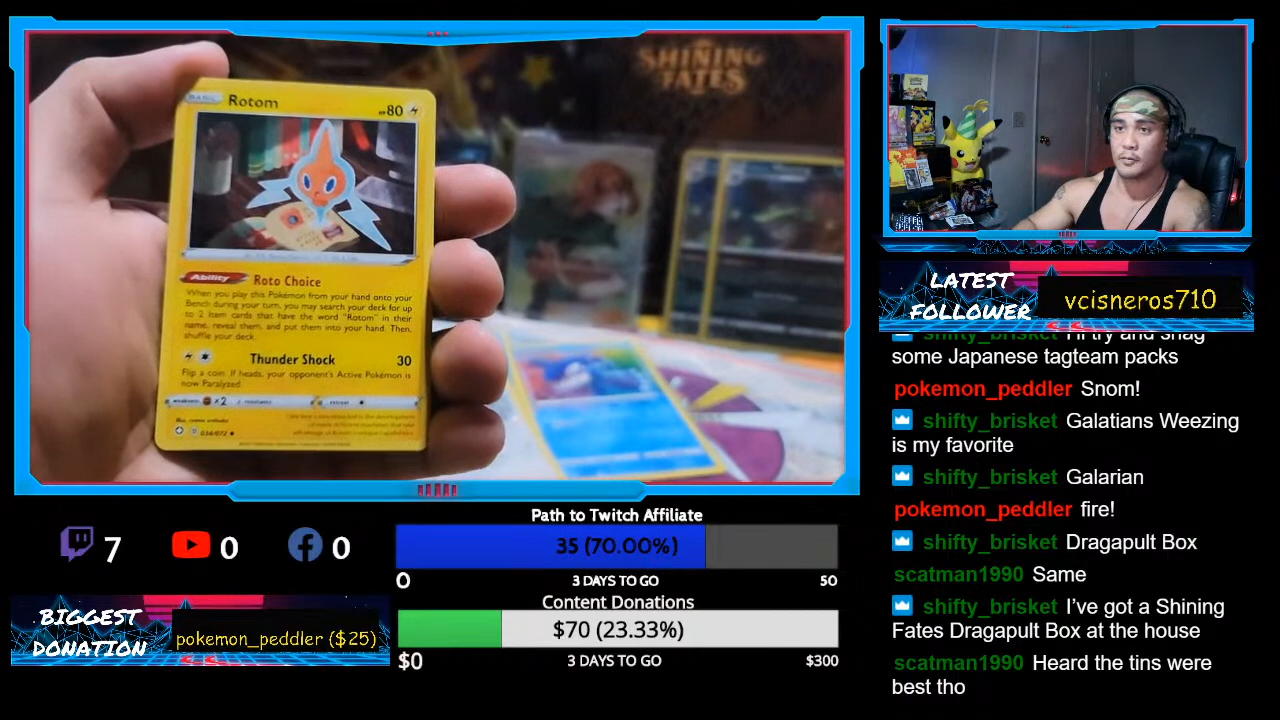 SHINING
FATES
BASIC
Rotom
HP 80
Ability Roto Choice
When you play this Pokémon from your hand onto your
Bench during your turn, you may search your deck for up
to 2 Item cards that have the word "Rotom" in their
name, reveal them, and put them into your hand. Then,
shuffle your deck.
Thunder Shock 30
Flip a coin. If heads, your opponent's Active Pokémon is
now Paralyzed.
weakness ×2 resistance retreat
034/072
LATEST
FOLLOWER
vcisneros710
some Japanese tagteam packs
pokemon_peddler Snom!
shifty_brisket Galatians Weezing
is my favorite
shifty_brisket Galarian
pokemon_peddler fire!
shifty_brisket Dragapult Box
scatman1990 Same
shifty_brisket I've got a Shining
Fates Dragapult Box at the house
scatman1990 Heard the tins were
best tho
7
0
0
Path to Twitch Affiliate
35 (70.00%)
0 3 DAYS TO GO 50
Content Donations
$70 (23.33%)
$0 3 DAYS TO GO $300
BIGGEST
DONATION
pokemon_peddler ($25)